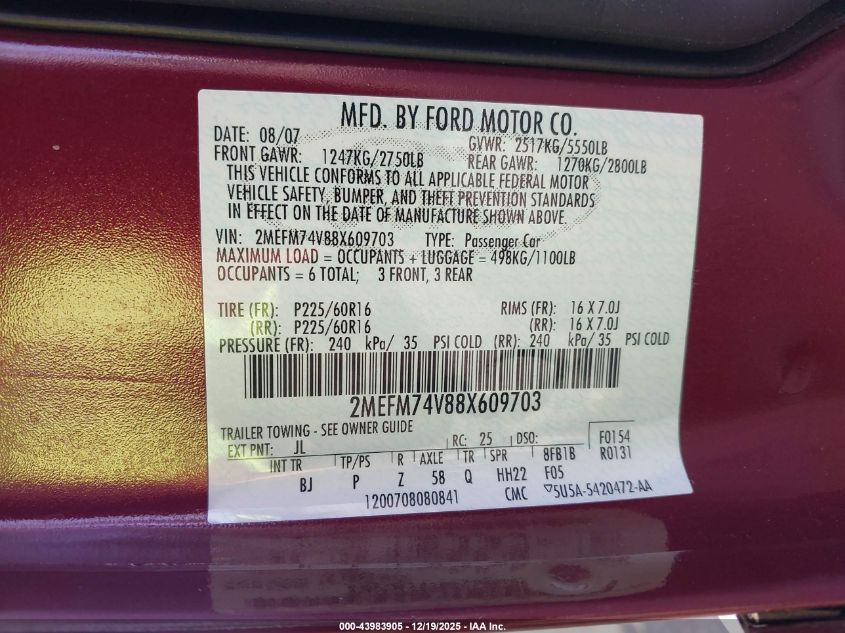 MFD. BY FORD MOTOR CO.
DATE: 08/07 GVWR: 2517KG/5550LB
FRONT GAWR: 1247KG/2750LB REAR GAWR: 1270KG/2800LB
THIS VEHICLE CONFORMS TO ALL APPLICABLE FEDERAL MOTOR
VEHICLE SAFETY, BUMPER, AND THEFT PREVENTION STANDARDS
IN EFFECT ON THE DATE OF MANUFACTURE SHOWN ABOVE.
VIN: 2MEFM74V88X609703 TYPE: Passenger Car
MAXIMUM LOAD = OCCUPANTS + LUGGAGE = 498KG/1100LB
OCCUPANTS = 6 TOTAL; 3 FRONT, 3 REAR
TIRE (FR): P225/60R16 RIMS (FR): 16 X 7.0J
(RR): P225/60R16 (RR): 16 X 7.0J
PRESSURE (FR): 240 kPa/ 35 PSI COLD (RR): 240 kPa/ 35 PSI COLD
2MEFM74V88X609703
TRAILER TOWING - SEE OWNER GUIDE
EXT PNT: JL RC: 25 DSO: F0154
INT TR TP/PS R AXLE TR SPR 8FB1B R0131
BJ P Z 58 Q HH22 F05
1200708080841 CMC ▽5U5A-5420472-AA
000-43983905 - 12/19/2025 - IAA Inc.